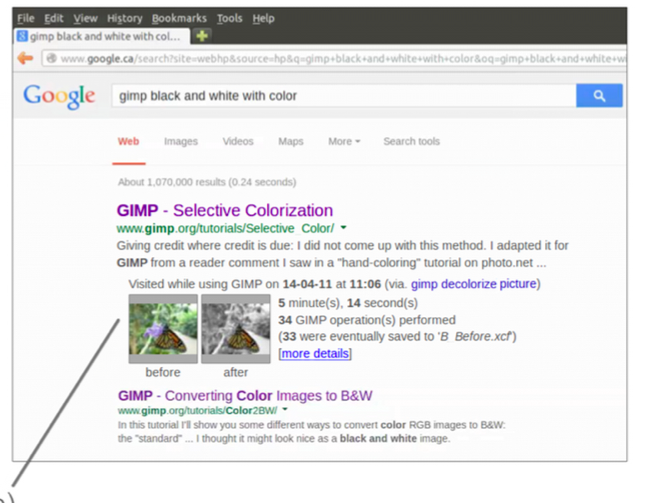 File Edit View History Bookmarks Tools Help
gimp black and white with col...
www.google.ca/search?site=webhp&source=hp&q=gimp+black+and+white+with+color&oq=gimp+black+and+white+wi
Google gimp black and white with color
Web Images Videos Maps More Search tools
About 1,070,000 results (0.24 seconds)
GIMP - Selective Colorization
www.gimp.org/tutorials/Selective_Color/
Giving credit where credit is due: I did not come up with this method. I adapted it for
GIMP from a reader comment I saw in a "hand-coloring" tutorial on photo.net ...
Visited while using GIMP on 14-04-11 at 11:06 (via. gimp decolorize picture)
5 minute(s), 14 second(s)
34 GIMP operation(s) performed
(33 were eventually saved to 'B_Before.xcf')
[more details]
before after
GIMP - Converting Color Images to B&W
www.gimp.org/tutorials/Color2BW/
In this tutorial I'll show you some different ways to convert color RGB images to B&W:
the "standard" ... I thought it might look nice as a black and white image.